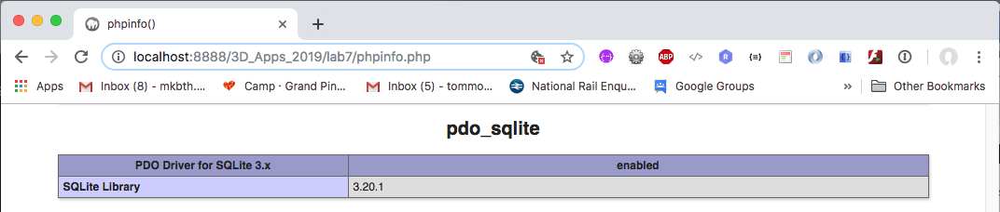 phpinfo()
localhost:8888/3D_Apps_2019/lab7/phpinfo.php
ABP
R
{≡}
Apps Inbox (8) - mkbth.... Camp · Grand Pin... Inbox (5) - tommo... National Rail Enqu... Google Groups » Other Bookmarks
pdo_sqlite
PDO Driver for SQLite 3.x enabled
SQLite Library 3.20.1